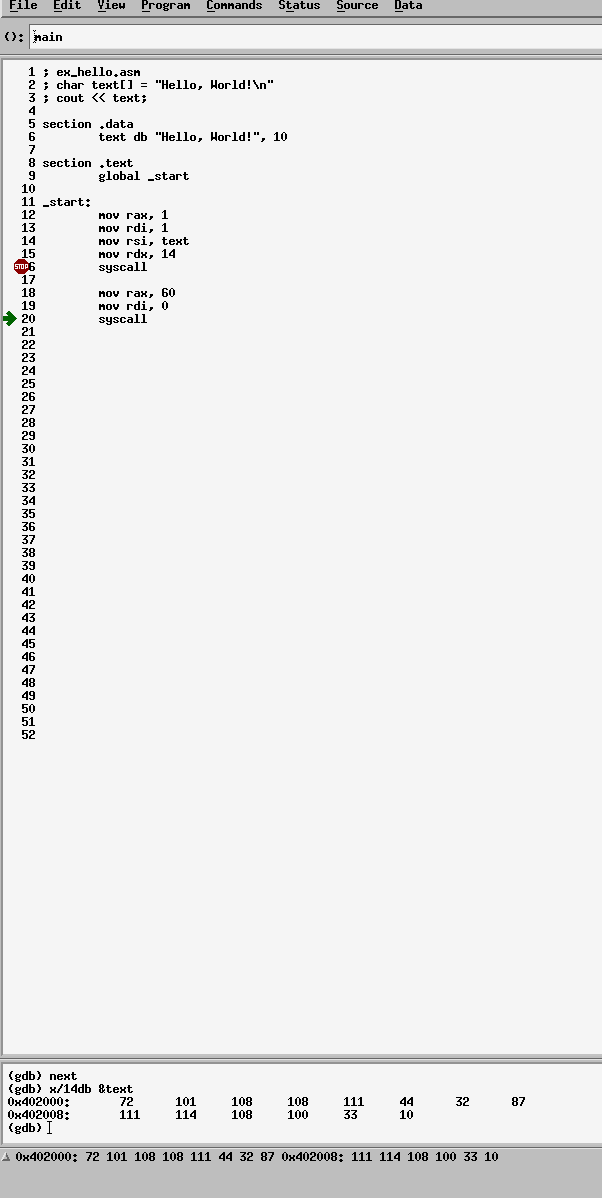 File Edit View Program Commands Status Source Data
(): main
1 ; ex_hello.asm
2 ; char text[] = "Hello, World!\n"
3 ; cout << text;
4
5 section .data
6 text db "Hello, World!", 10
7
8 section .text
9 global _start
10
11 _start:
12 mov rax, 1
13 mov rdi, 1
14 mov rsi, text
15 mov rdx, 14
STOP 6 syscall
17
18 mov rax, 60
19 mov rdi, 0
20 syscall
21
22
23
24
25
26
27
28
29
30
31
32
33
34
35
36
37
38
39
40
41
42
43
44
45
46
47
48
49
50
51
52
(gdb) next
(gdb) x/14db &text
0x402000: 72 101 108 108 111 44 32 87
0x402008: 111 114 108 100 33 10
(gdb)
0x402000: 72 101 108 108 111 44 32 87 0x402008: 111 114 108 100 33 10